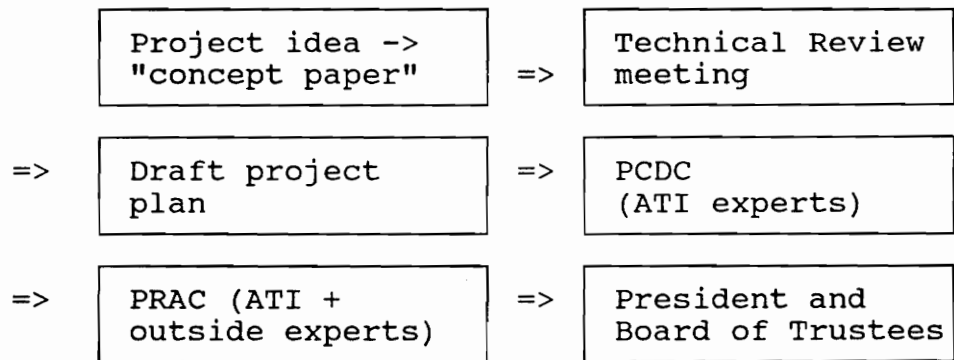 Project idea ->
"concept paper"
=>
Technical Review
meeting
=>
Draft project
plan
=>
PCDC
(ATI experts)
=>
PRAC (ATI +
outside experts)
=>
President and
Board of Trustees